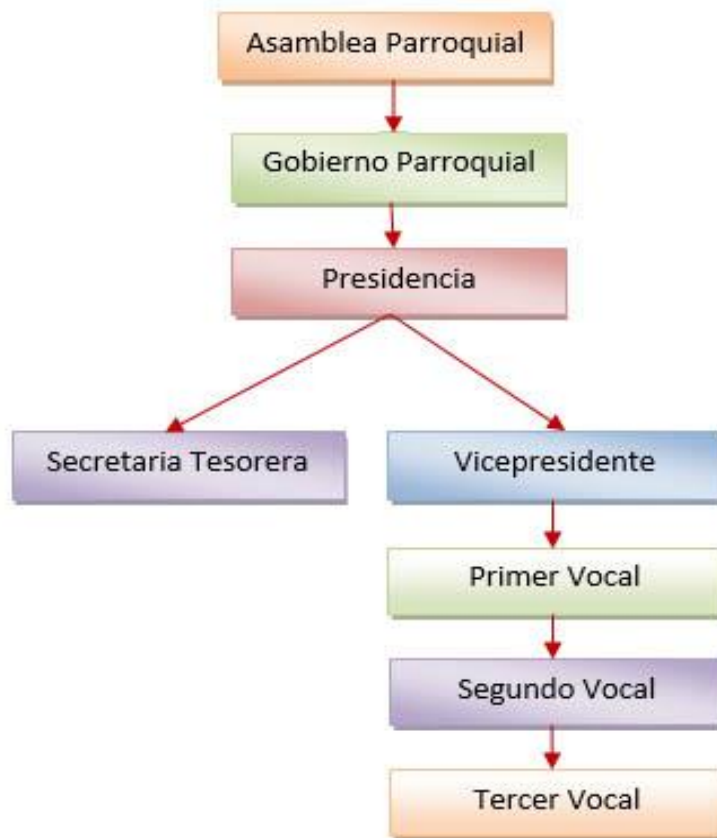 Asamblea Parroquial
Gobierno Parroquial
Presidencia
Secretaria Tesorera
Vicepresidente
Primer Vocal
Segundo Vocal
Tercer Vocal